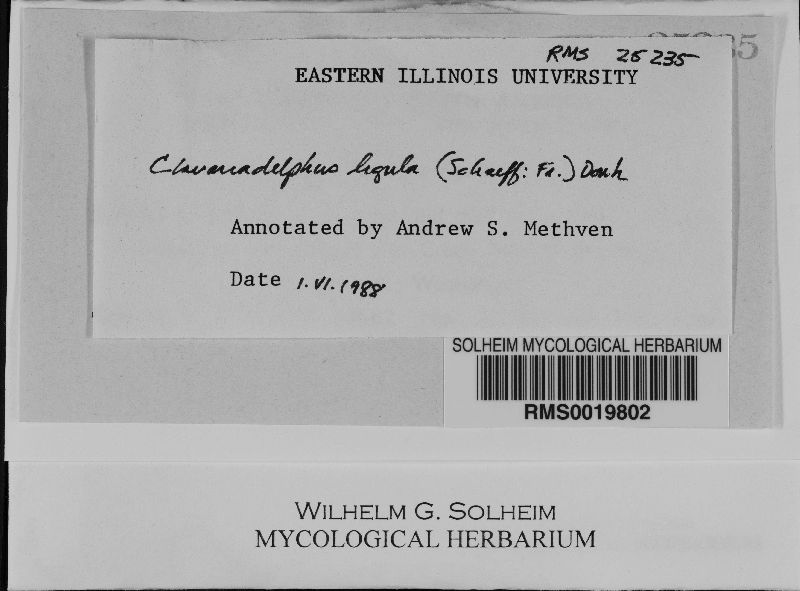 RMS 25235
EASTERN ILLINOIS UNIVERSITY
Clavariadelphus ligula (Schaeff: Fr.) Donk
Annotated by Andrew S. Methven
Date 1.VI.1988
SOLHEIM MYCOLOGICAL HERBARIUM
RMS0019802
WILHELM G. SOLHEIM
MYCOLOGICAL HERBARIUM